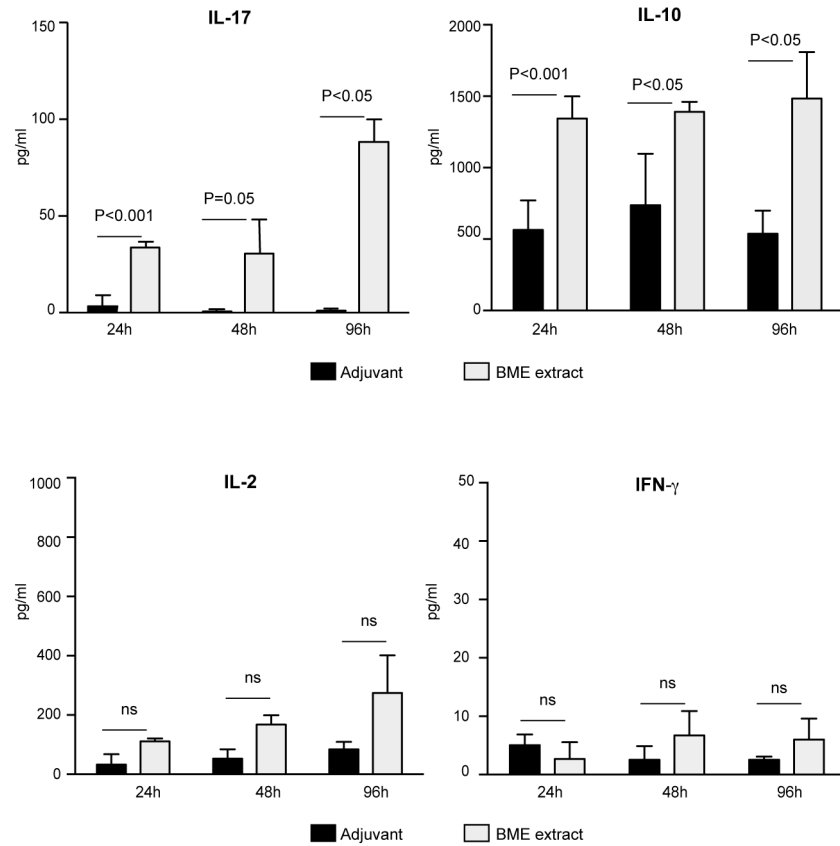 IL-17
150
100
50
0
pg/ml
P<0.001
P=0.05
P<0.05
24h
48h
96h
IL-10
2000
1500
1000
500
0
pg/ml
P<0.001
P<0.05
P<0.05
24h
48h
96h
Adjuvant
BME extract
IL-2
1000
800
600
400
200
0
pg/ml
ns
ns
ns
24h
48h
96h
IFN-γ
50
40
30
20
10
5
0
pg/ml
ns
ns
ns
24h
48h
96h
Adjuvant
BME extract